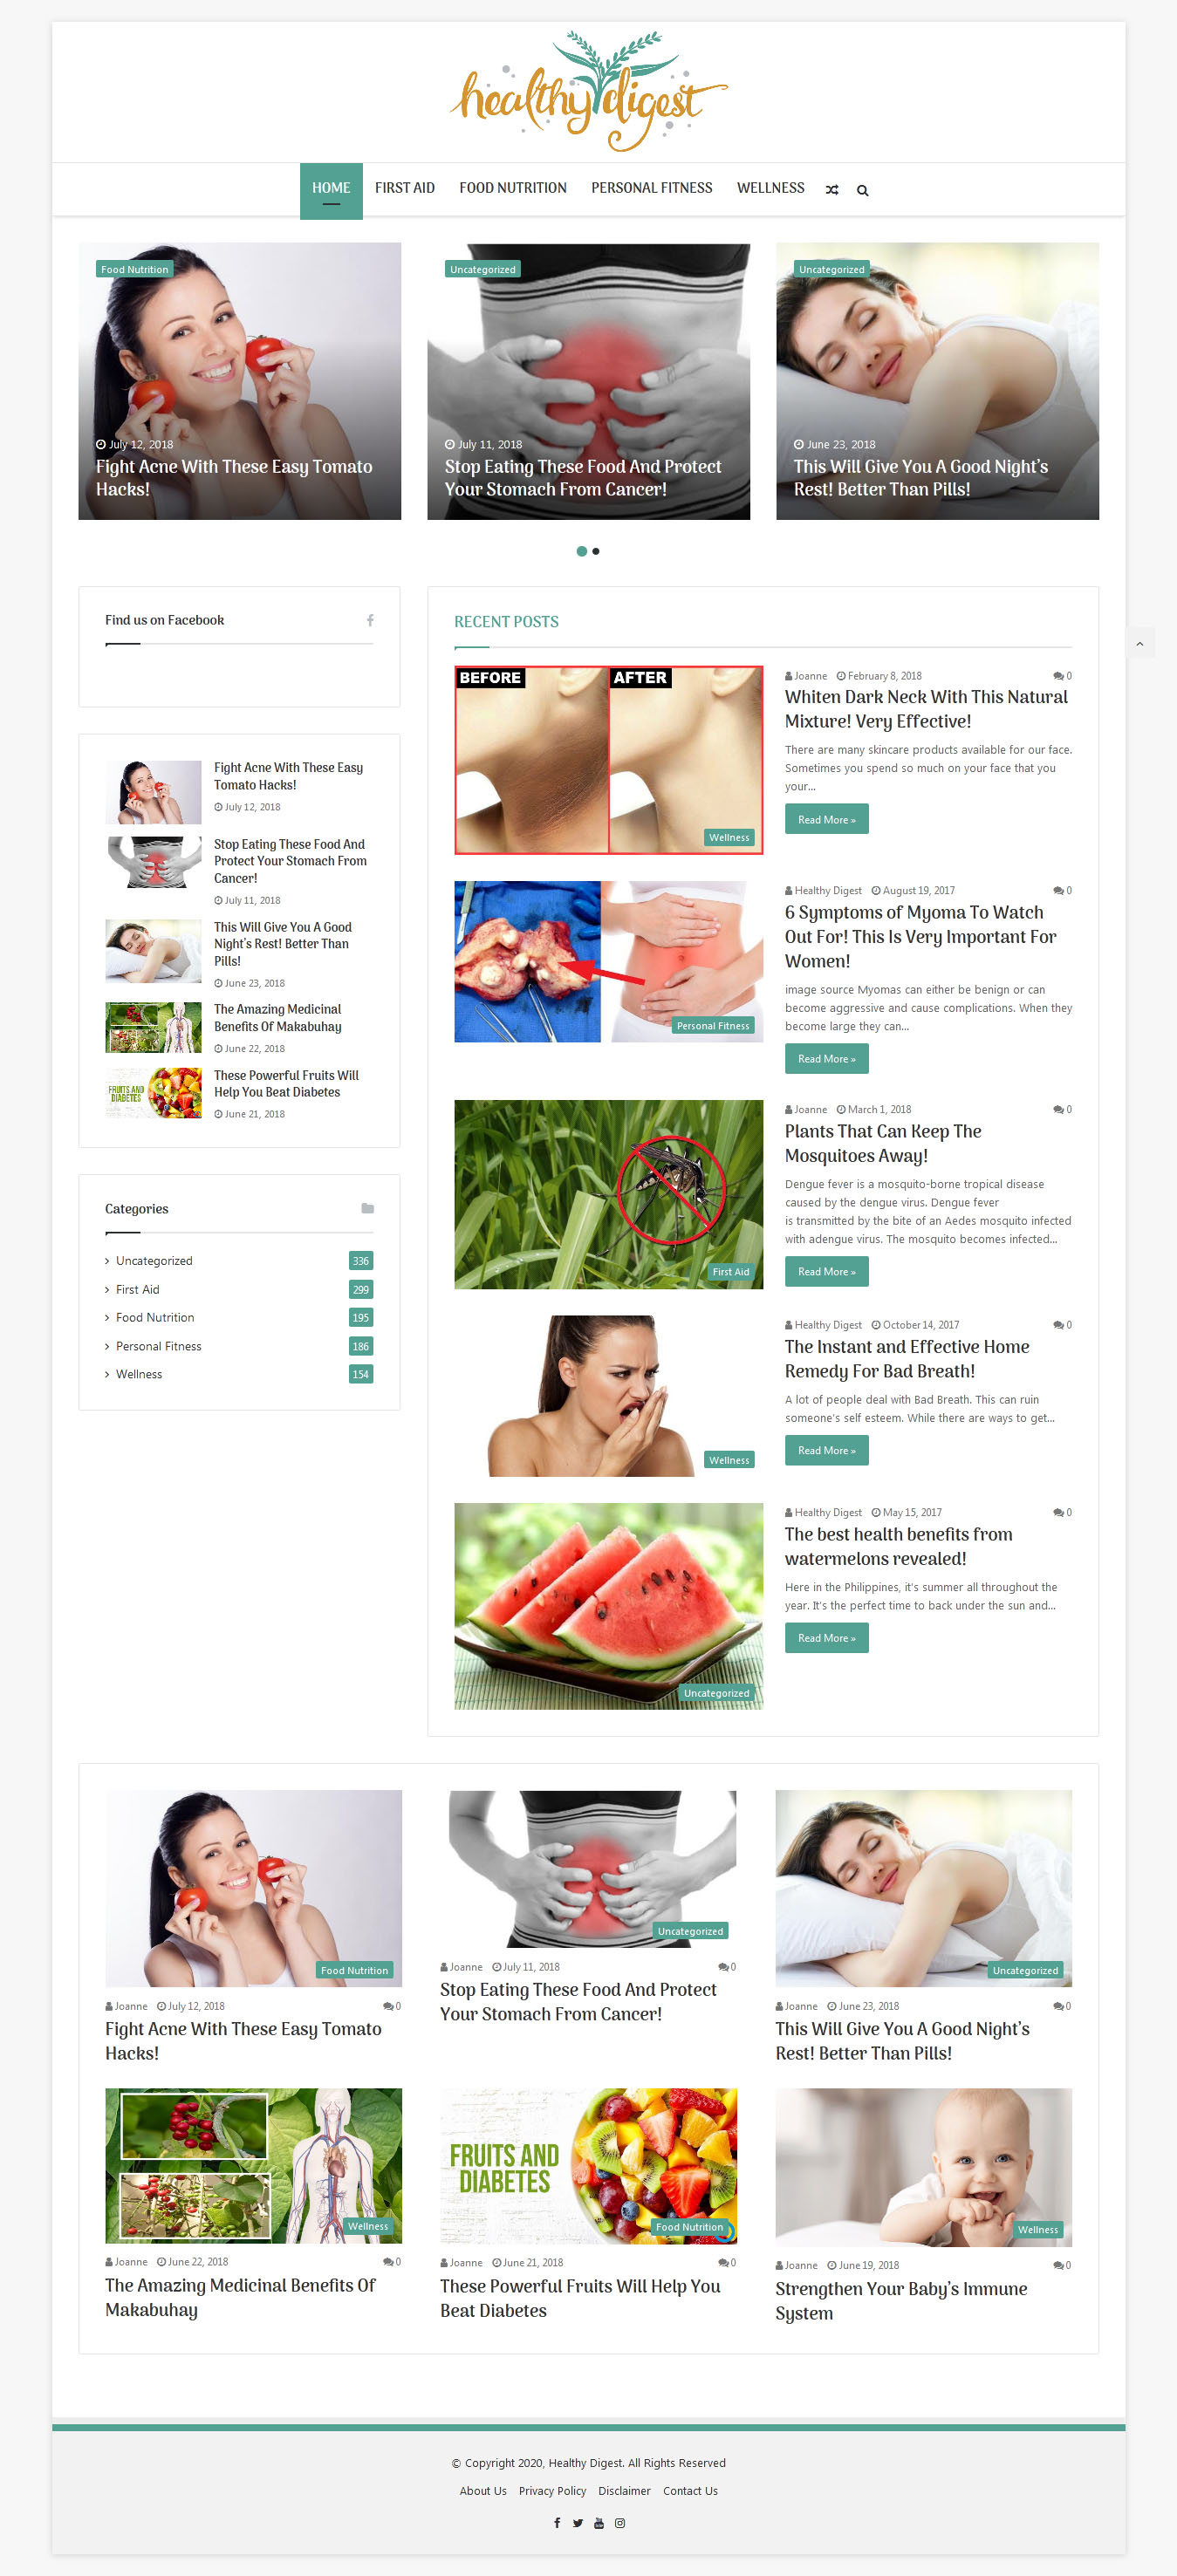 healthy digest
HOME FIRST AID FOOD NUTRITION PERSONAL FITNESS WELLNESS
Food Nutrition
July 12, 2018
Fight Acne With These Easy Tomato
Hacks!
Uncategorized
July 11, 2018
Stop Eating These Food And Protect
Your Stomach From Cancer!
Uncategorized
June 23, 2018
This Will Give You A Good Night’s
Rest! Better Than Pills!
Find us on Facebook
Fight Acne With These Easy
Tomato Hacks!
July 12, 2018
Stop Eating These Food And
Protect Your Stomach From
Cancer!
July 11, 2018
This Will Give You A Good
Night’s Rest! Better Than
Pills!
June 23, 2018
The Amazing Medicinal
Benefits Of Makabuhay
June 22, 2018
FRUITS AND
DIABETES
These Powerful Fruits Will
Help You Beat Diabetes
June 21, 2018
Categories
Uncategorized 336
First Aid 299
Food Nutrition 195
Personal Fitness 186
Wellness 154
RECENT POSTS
BEFORE AFTER
Wellness
Joanne February 8, 2018 0
Whiten Dark Neck With This Natural
Mixture! Very Effective!
There are many skincare products available for our face.
Sometimes you spend so much on your face that you
your...
Read More »
Personal Fitness
Healthy Digest August 19, 2017 0
6 Symptoms of Myoma To Watch
Out For! This Is Very Important For
Women!
image source Myomas can either be benign or can
become aggressive and cause complications. When they
become large they can...
Read More »
First Aid
Joanne March 1, 2018 0
Plants That Can Keep The
Mosquitoes Away!
Dengue fever is a mosquito-borne tropical disease
caused by the dengue virus. Dengue fever
is transmitted by the bite of an Aedes mosquito infected
with adengue virus. The mosquito becomes infected...
Read More »
Wellness
Healthy Digest October 14, 2017 0
The Instant and Effective Home
Remedy For Bad Breath!
A lot of people deal with Bad Breath. This can ruin
someone's self esteem. While there are ways to get...
Read More »
Uncategorized
Healthy Digest May 15, 2017 0
The best health benefits from
watermelons revealed!
Here in the Philippines, it's summer all throughout the
year. It's the perfect time to back under the sun and...
Read More »
Food Nutrition
Joanne July 12, 2018 0
Fight Acne With These Easy Tomato
Hacks!
Uncategorized
Joanne July 11, 2018 0
Stop Eating These Food And Protect
Your Stomach From Cancer!
Uncategorized
Joanne June 23, 2018 0
This Will Give You A Good Night’s
Rest! Better Than Pills!
Wellness
Joanne June 22, 2018 0
The Amazing Medicinal Benefits Of
Makabuhay
FRUITS AND
DIABETES
Food Nutrition
Joanne June 21, 2018 0
These Powerful Fruits Will Help You
Beat Diabetes
Wellness
Joanne June 19, 2018 0
Strengthen Your Baby’s Immune
System
© Copyright 2020, Healthy Digest. All Rights Reserved
About Us Privacy Policy Disclaimer Contact Us